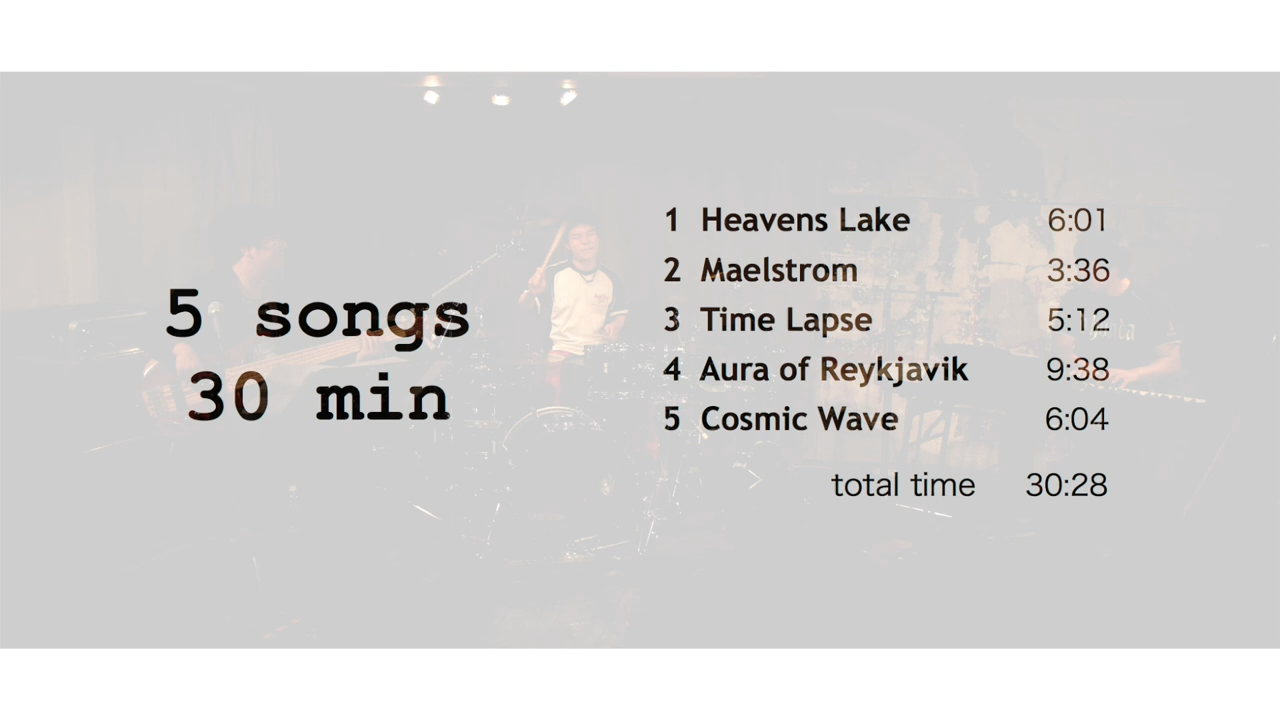 5 songs
30 min
1 Heavens Lake 6:01
2 Maelstrom 3:36
3 Time Lapse 5:12
4 Aura of Reykjavik 9:38
5 Cosmic Wave 6:04
total time 30:28